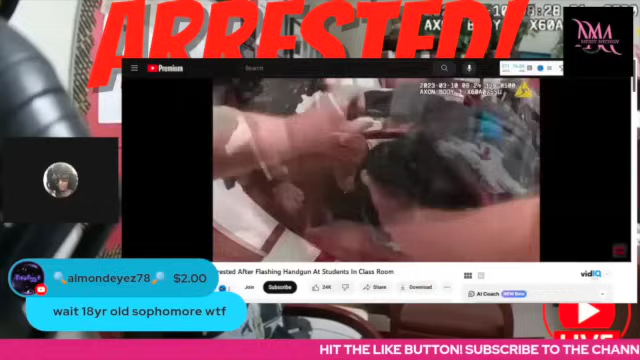 ARRESTED!
NMA
Premium
Search
2023-03-10
AXON BODY
rested After Flashing Handgun At Students In Class Room
Join
Subscribe
Share
Download
vidIQ
AI Coach
almondeyez78 $2.00
wait 18yr old sophomore wtf
LIVE
HIT THE LIKE BUTTON! SUBSCRIBE TO THE CHANN